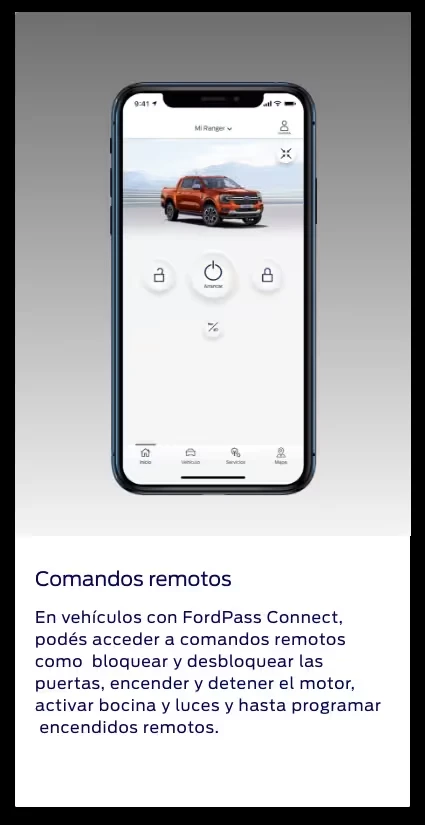 9:41
Mi Ranger
Arrancar
Inicio
Vehículo
Servicios
Mapa
Comandos remotos
En vehículos con FordPass Connect,
podés acceder a comandos remotos
como bloquear y desbloquear las
puertas, encender y detener el motor,
activar bocina y luces y hasta programar
encendidos remotos.